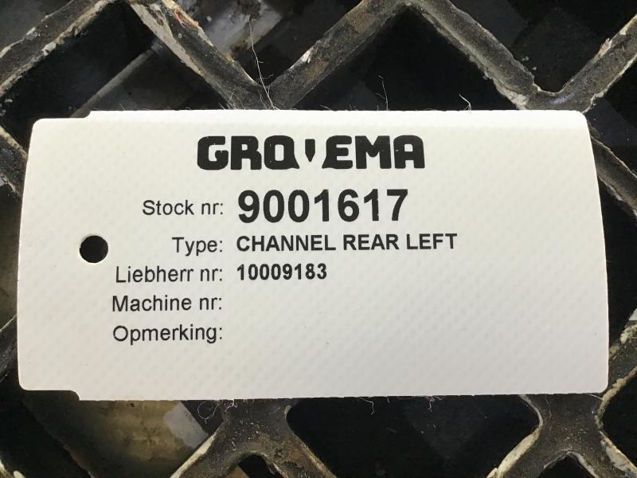 GROVEMA
Stock nr: 9001617
Type: CHANNEL REAR LEFT
Liebherr nr: 10009183
Machine nr:
Opmerking: